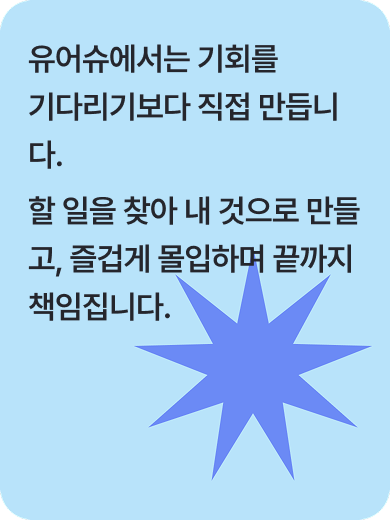 유어슈에서는 기회를
기다리기보다 직접 만듭니
다.
할 일을 찾아 내 것으로 만들
고, 즐겁게 몰입하며 끝까지
책임집니다.